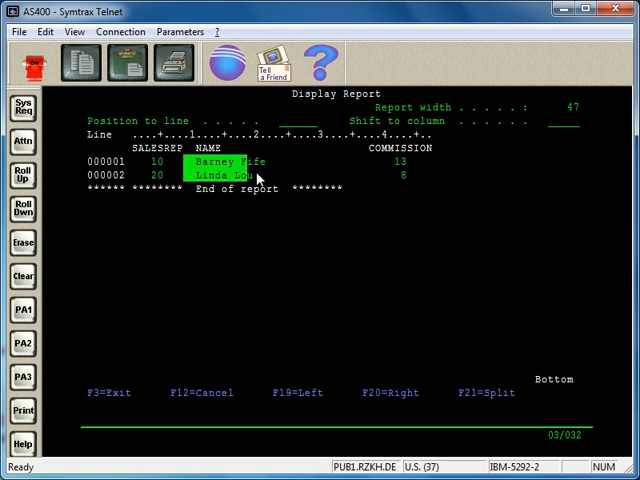 AS400 - Symtrax Telnet
File Edit View Connection Parameters ?
ON
Tell a Friend
Sys Req
Attn
Roll Up
Roll Dwn
Erase
Clear
PA1
PA2
PA3
Print
Help
Display Report
Report width . . . . . : 47
Position to line . . . . . Shift to column . . . . . .
Line ....+....1....+....2....+....3....+....4....+..
SALESREP NAME COMMISSION
000001 10 Barney Fife 13
000002 20 Linda Lou 8
****** ******** End of report ********
Bottom
F3=Exit F12=Cancel F19=Left F20=Right F21=Split
03/032
Ready PUB1.RZKH.DE U.S. (37) IBM-5292-2 NUM